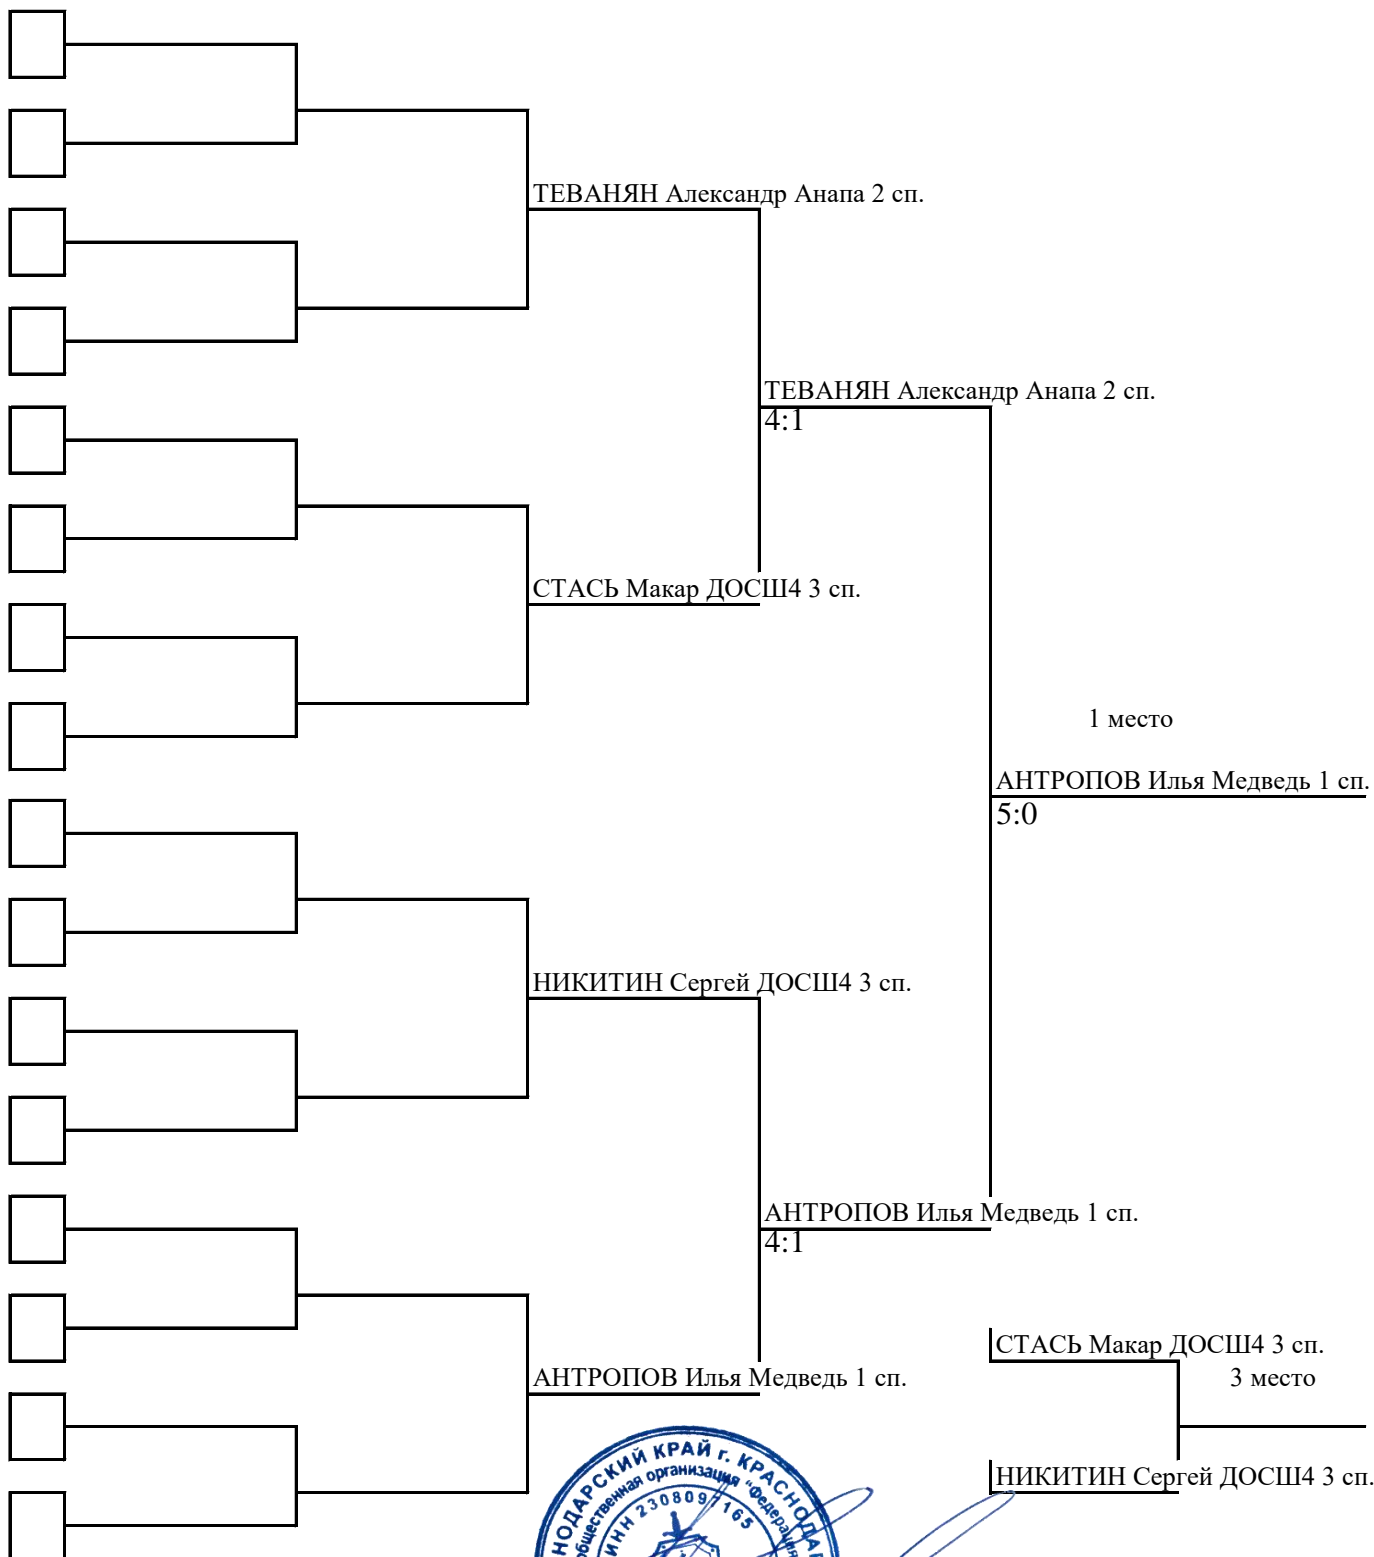 ТЕВАНЯН Александр Анапа 2 сп.
ТЕВАНЯН Александр Анапа 2 сп.
4:1
СТАСЬ Макар ДОСШ4 3 сп.
1 место
АНТРОПОВ Илья Медведь 1 сп.
5:0
НИКИТИН Сергей ДОСШ4 3 сп.
АНТРОПОВ Илья Медведь 1 сп.
4:1
СТАСЬ Макар ДОСШ4 3 сп.
АНТРОПОВ Илья Медведь 1 сп.
3 место
НИКИТИН Сергей ДОСШ4 3 сп.
КРАЙ г.
общественная организация "Федерация
ИНН 2308097165